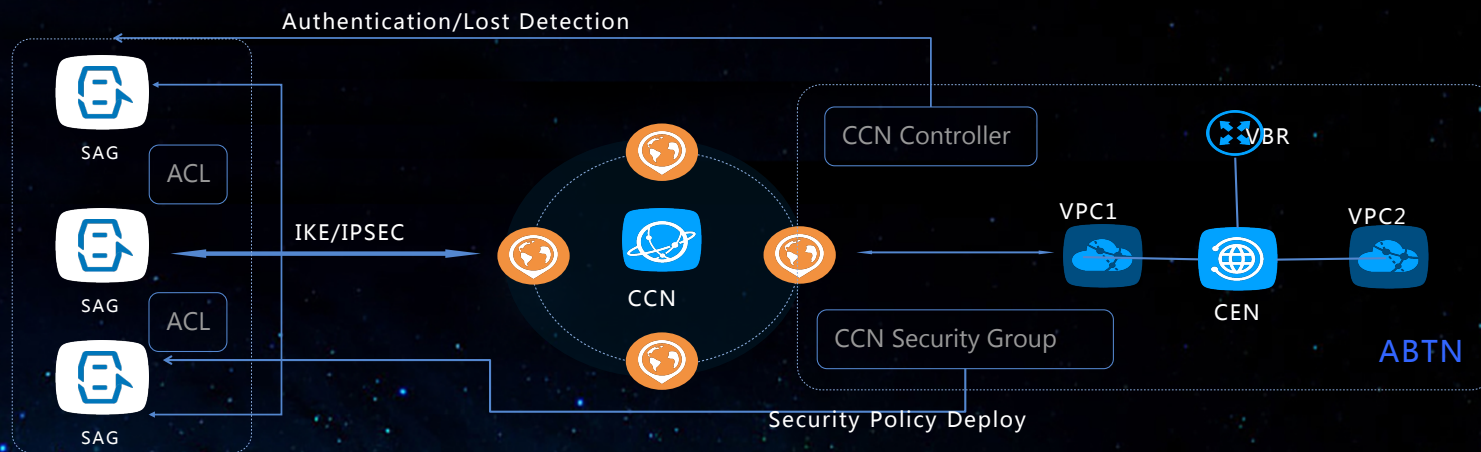 Authentication/Lost Detection
SAG
ACL
SAG
ACL
SAG
IKE/IPSEC
CCN
CCN Controller
VBR
VPC1
VPC2
CEN
CCN Security Group
ABTN
Security Policy Deploy